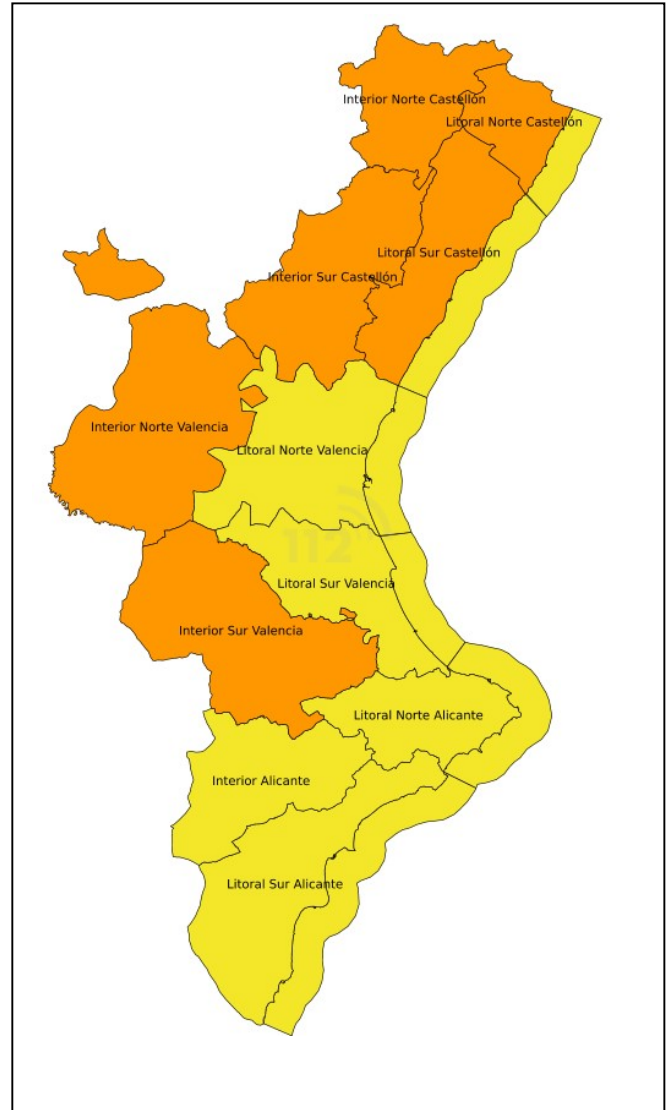 Interior Norte Castellón
Litoral Norte Castellón
Litoral Sur Castellón
Interior Sur Castellón
Interior Norte Valencia
Litoral Norte Valencia
112
Litoral Sur Valencia
Interior Sur Valencia
Litoral Norte Alicante
Interior Alicante
Litoral Sur Alicante